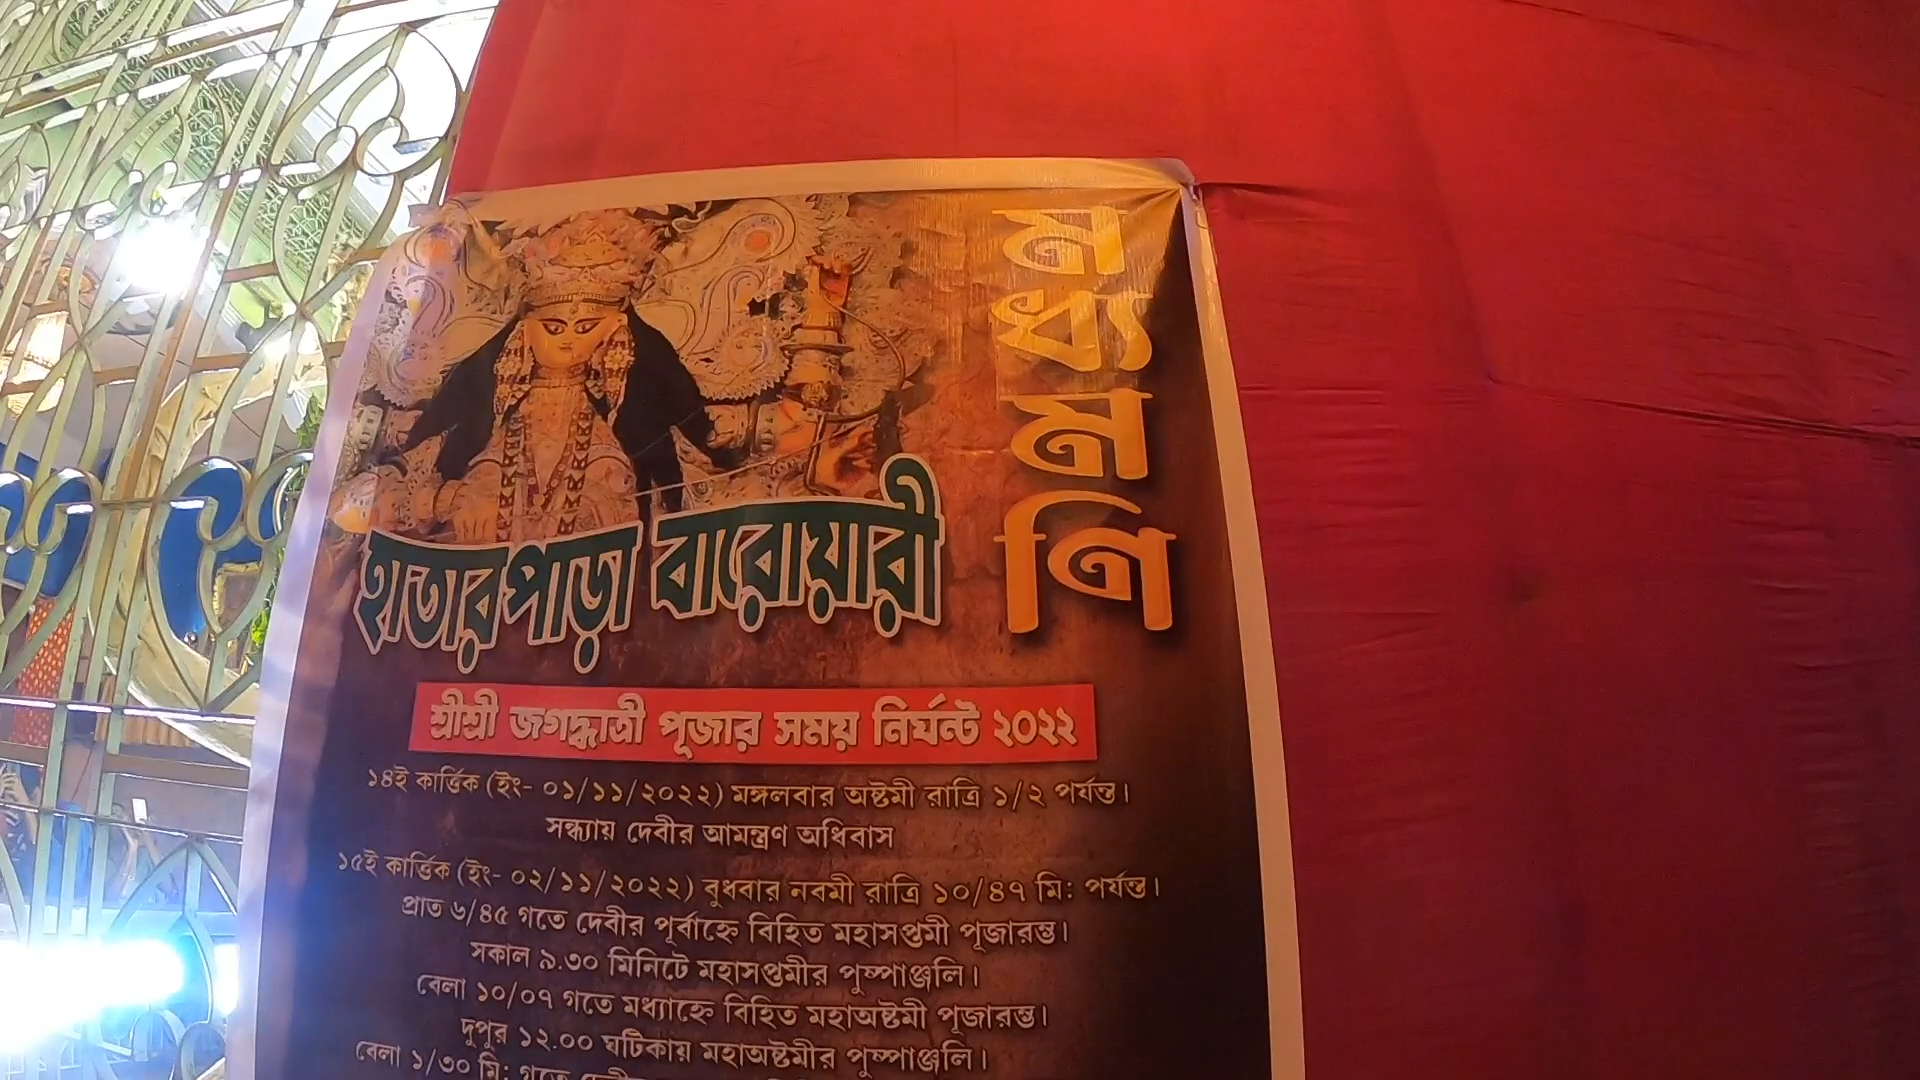 মধ্যমণি
হাতারপাড়া বারোয়ারী
শ্রীশ্রী জগদ্ধাত্রী পূজার সময় নির্ঘন্ট ২০২২
১৪ই কার্ত্তিক (ইং- ০১/১১/২০২২) মঙ্গলবার অষ্টমী রাত্রি ১/২ পর্যন্ত।
সন্ধ্যায় দেবীর আমন্ত্রণ অধিবাস
১৫ই কার্ত্তিক (ইং- ০২/১১/২০২২) বুধবার নবমী রাত্রি ১০/৪৭ মি: পর্যন্ত।
প্রাত ৬/৪৫ গতে দেবীর পূর্বাহ্নে বিহিত মহাসপ্তমী পূজারম্ভ।
সকাল ৯.৩০ মিনিটে মহাসপ্তমীর পুষ্পাঞ্জলি।
বেলা ১০/০৭ গতে মধ্যাহ্নে বিহিত মহাঅষ্টমী পূজারম্ভ।
দুপুর ১২.০০ ঘটিকায় মহাঅষ্টমীর পুষ্পাঞ্জলি।
বেলা ১/৩০ মি: গতে